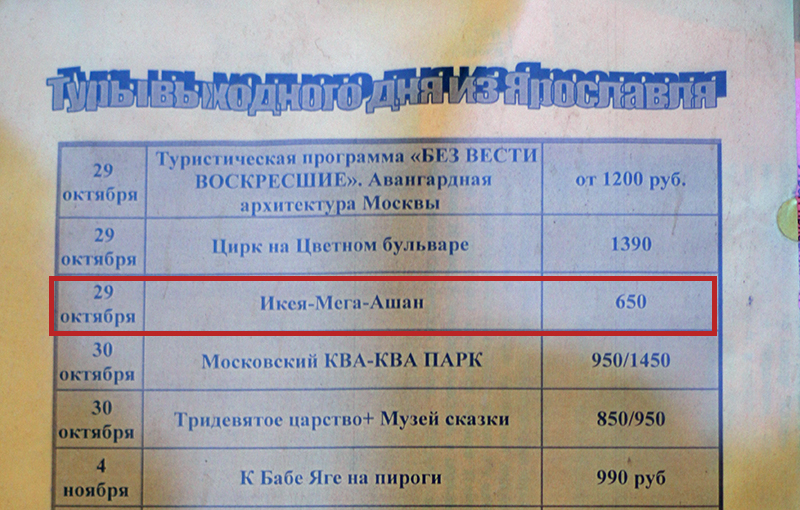 Туры выходного дня из Ярославля
29 октября
Туристическая программа «БЕЗ ВЕСТИ
ВОСКРЕСШИЕ». Авангардная
архитектура Москвы
от 1200 руб.
29 октября
Цирк на Цветном бульваре
1390
29 октября
Икея-Мега-Ашан
650
30 октября
Московский КВА-КВА ПАРК
950/1450
30 октября
Тридевятое царство+ Музей сказки
850/950
4 ноября
К Бабе Яге на пироги
990 руб